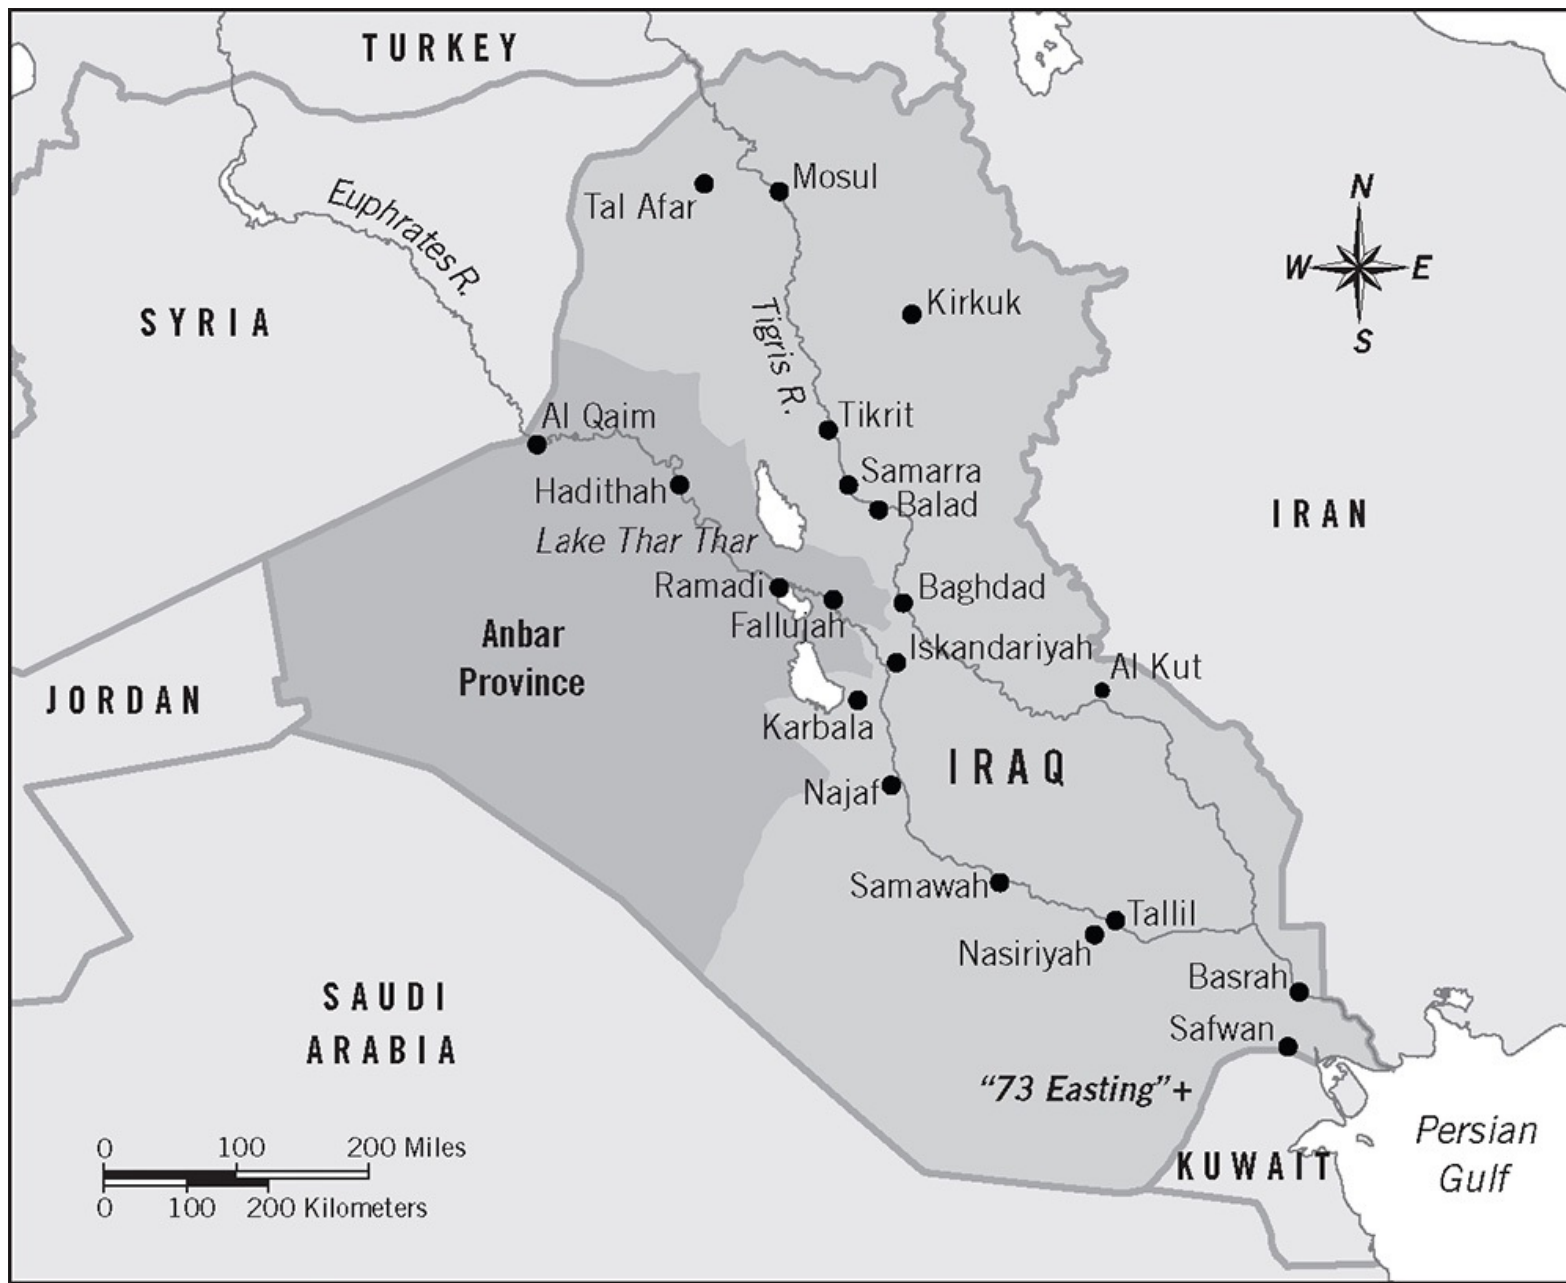 TURKEY
N
W
E
S
Mosul
Tal Afar
Euphrates R.
SYRIA
Kirkuk
Tigris R.
Al Qaim
Tikrit
Hadithah
Samarra
Balad
IRAN
Lake Thar Thar
Ramadi
Baghdad
Fallujah
Anbar
Province
Iskandariyah
Al Kut
JORDAN
Karbala
IRAQ
Najaf
Samawah
Tallil
Nasiriyah
Basrah
SAUDI
ARABIA
Safwan
“73 Easting”+
Persian
Gulf
KUWAIT
0 100 200 Miles
0 100 200 Kilometers